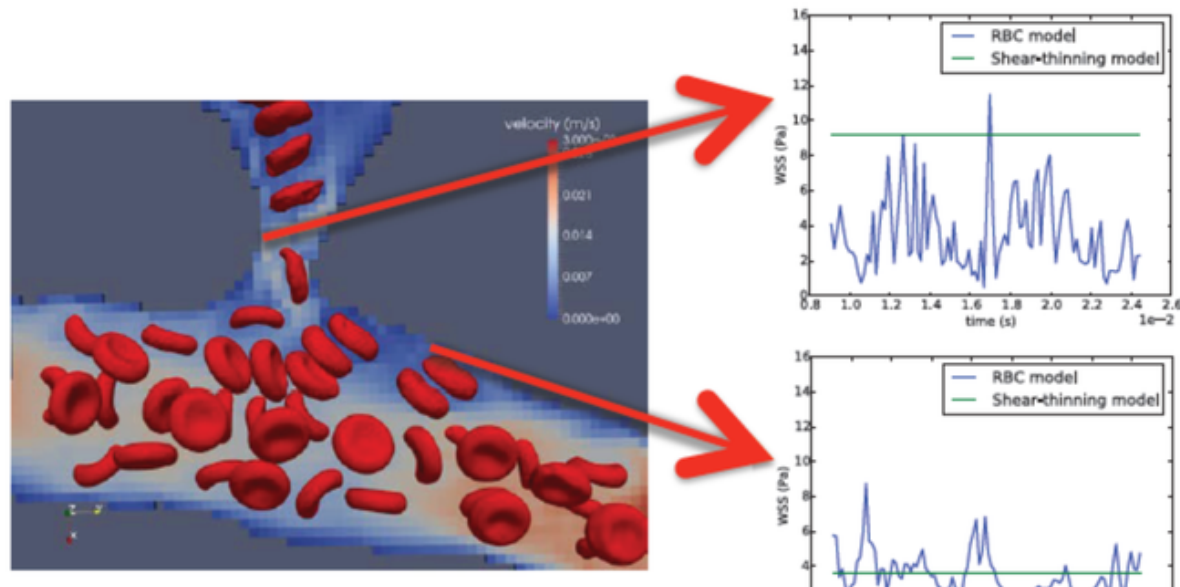 velocity (m/s)
0.021
0.014
0.007
0.000e+00
z
x
16
14
12
10
8
6
4
2
0
WSS (Pa)
RBC model
Shear-thinning model
0.8 1.0 1.2 1.4 1.6 1.8 2.0 2.2 2.4 2.6
time (s)
1e−2
16
14
12
10
8
6
4
WSS (Pa)
RBC model
Shear-thinning model